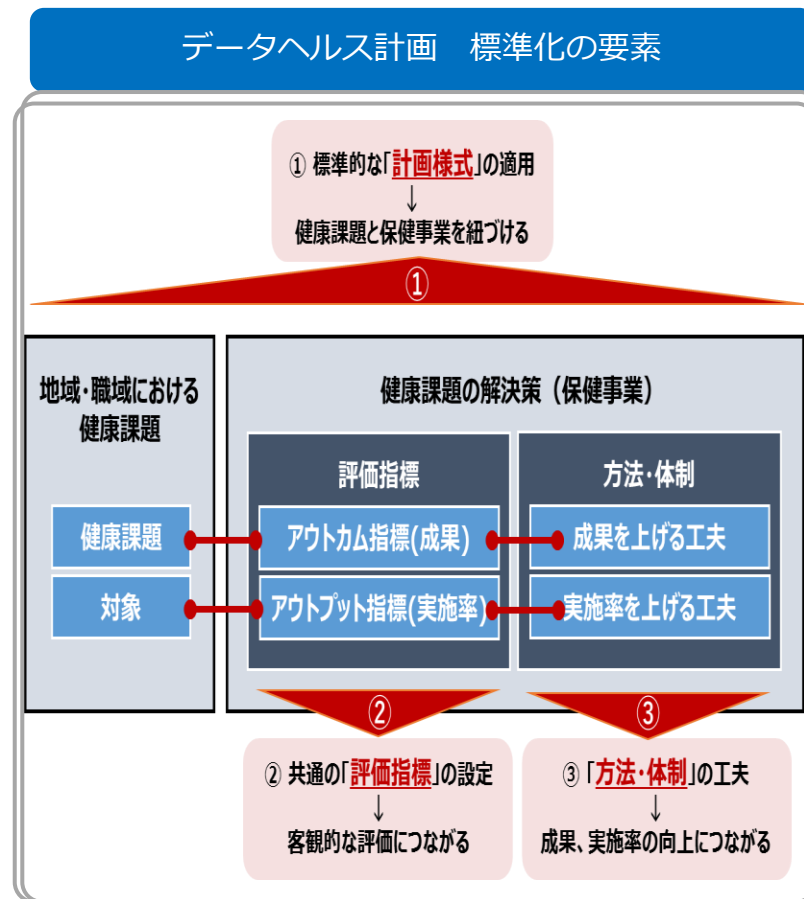 データヘルス計画　標準化の要素
① 標準的な｢計画様式｣の適用
↓
健康課題と保健事業を紐づける
①
地域･職域における
健康課題
健康課題
対象
健康課題の解決策（保健事業）
評価指標
アウトカム指標(成果)
アウトプット指標(実施率)
方法･体制
成果を上げる工夫
実施率を上げる工夫
②
③
② 共通の｢評価指標｣の設定
↓
客観的な評価につながる
③ ｢方法･体制｣の工夫
↓
成果、実施率の向上につながる